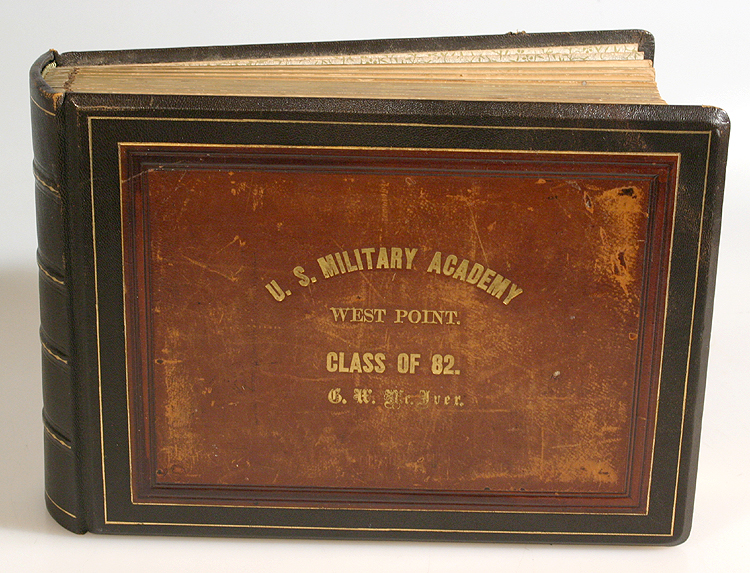 U. S. MILITARY ACADEMY
WEST POINT.
CLASS OF 82.
G. W. Mc.Iver.